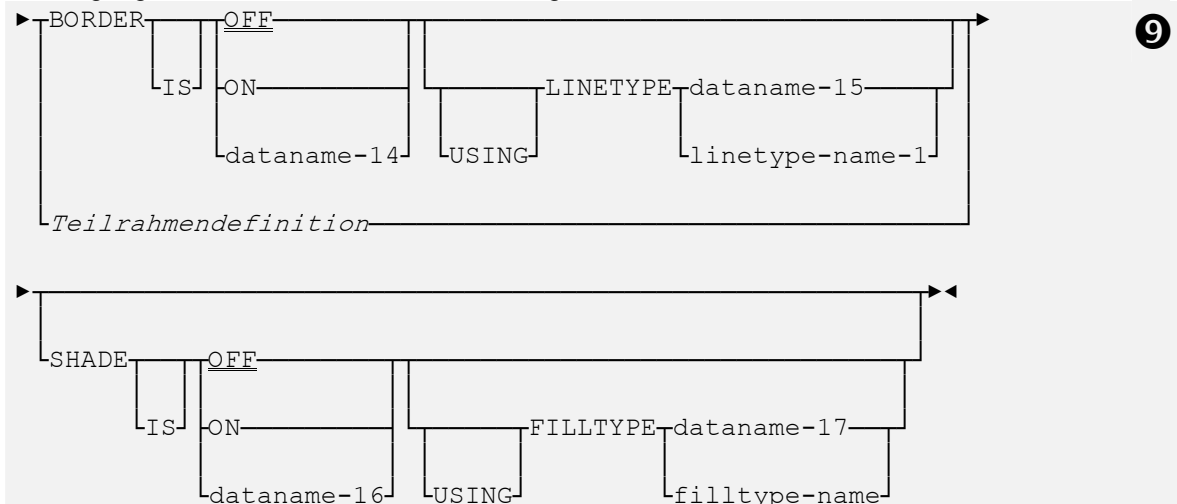 BORDER OFF ❾
IS ON LINETYPE dataname-15
dataname-14 USING linetype-name-1
Teilrahmendefinition
SHADE OFF
IS ON FILLTYPE dataname-17
dataname-16 USING filltype-name